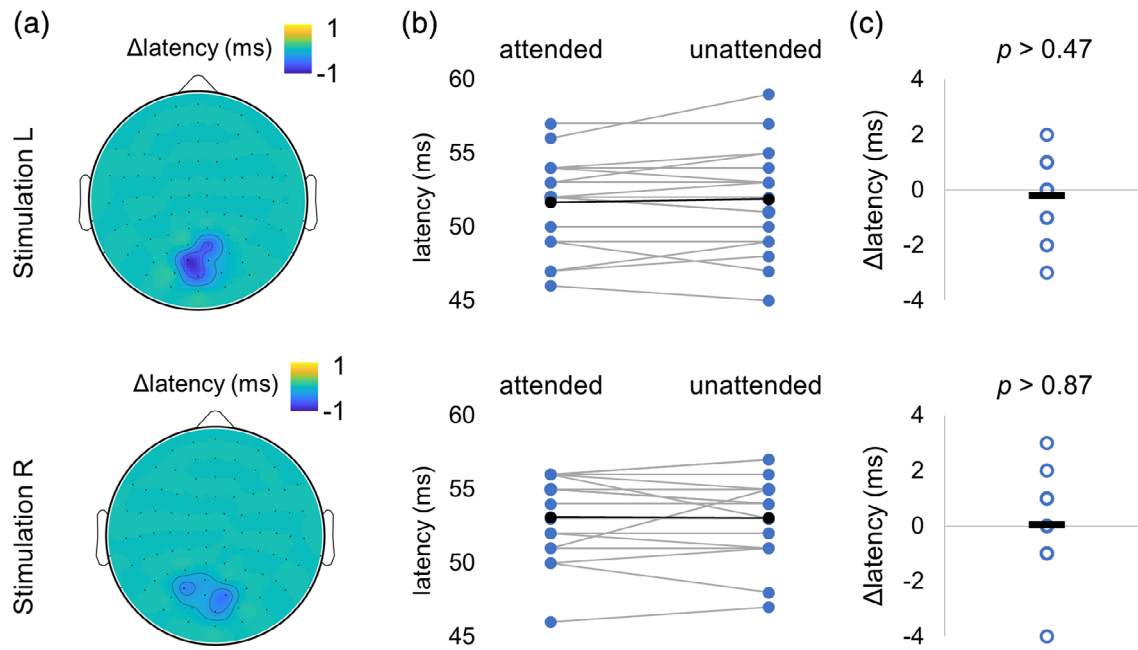 (a)
Δlatency (ms)
1
-1
Stimulation L
(b)
attended
unattended
60
55
50
45
latency (ms)
(c)
p > 0.47
4
2
0
-2
-4
Δlatency (ms)
Δlatency (ms)
1
-1
Stimulation R
attended
unattended
60
55
50
45
latency (ms)
p > 0.87
4
2
0
-2
-4
Δlatency (ms)